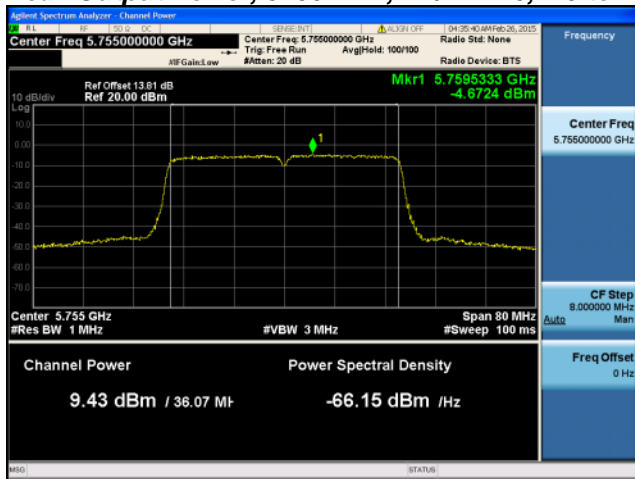 Agilent Spectrum Analyzer - Channel Power
RL RF 50 Ω DC SENSE:INT ALIGN OFF 04:35:40 AM Feb 26, 2015
Center Freq 5.755000000 GHz
Center Freq: 5.755000000 GHz
Radio Std: None
Trig: Free Run Avg|Hold: 100/100
#IFGain:Low #Atten: 20 dB Radio Device: BTS
Frequency
Mkr1 5.7595333 GHz
-4.6724 dBm
Ref Offset 13.81 dB
10 dB/div Ref 20.00 dBm
Log
10.0
0.00
-10.0
-20.0
-30.0
-40.0
-50.0
-60.0
-70.0
1
Center Freq
5.755000000 GHz
Center 5.755 GHz Span 80 MHz
#Res BW 1 MHz #VBW 3 MHz #Sweep 100 ms
CF Step
8.000000 MHz
Auto Man
Channel Power Power Spectral Density
9.43 dBm / 36.07 MH -66.15 dBm /Hz
Freq Offset
0 Hz
MSG STATUS